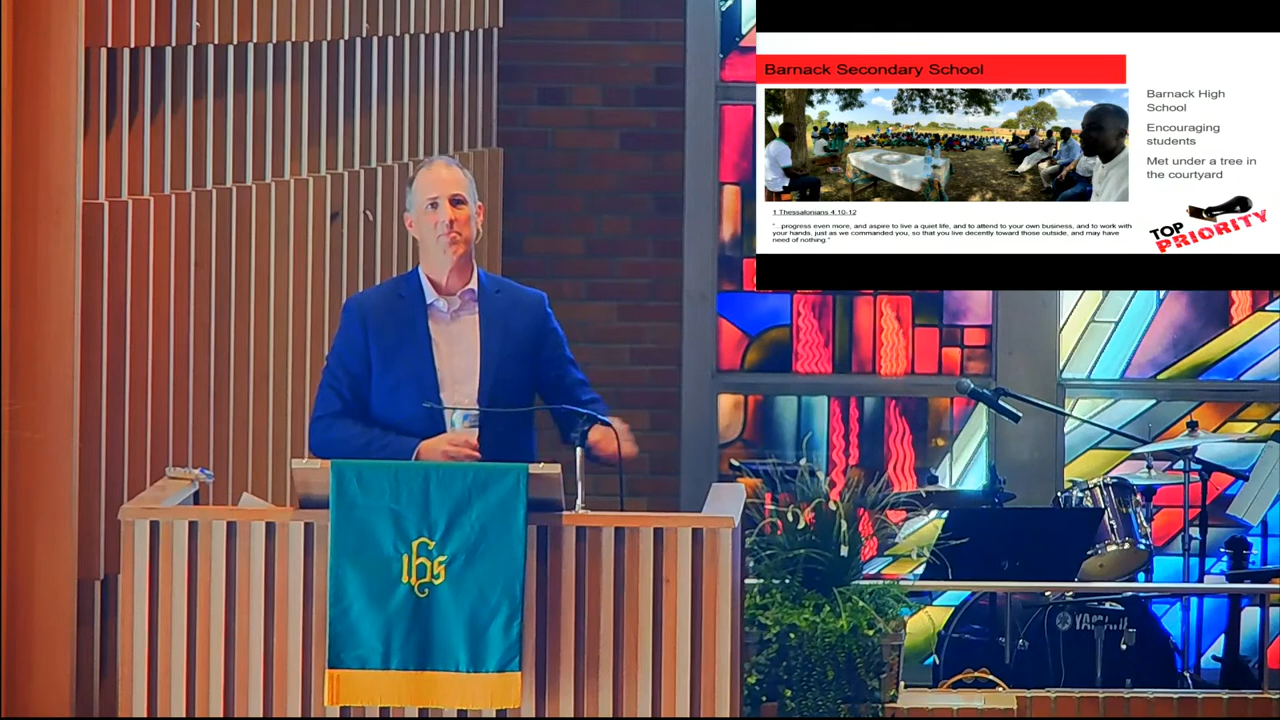 Barnack Secondary School
Barnack High
School
Encouraging
students
Met under a tree in
the courtyard
1 Thessalonians 4:10-12
"...progress even more, and aspire to live a quiet life, and to attend to your own business, and to work with
your hands, just as we commanded you, so that you live decently toward those outside, and may have
need of nothing."
TOP
PRIORITY
IHS
YAMAHA